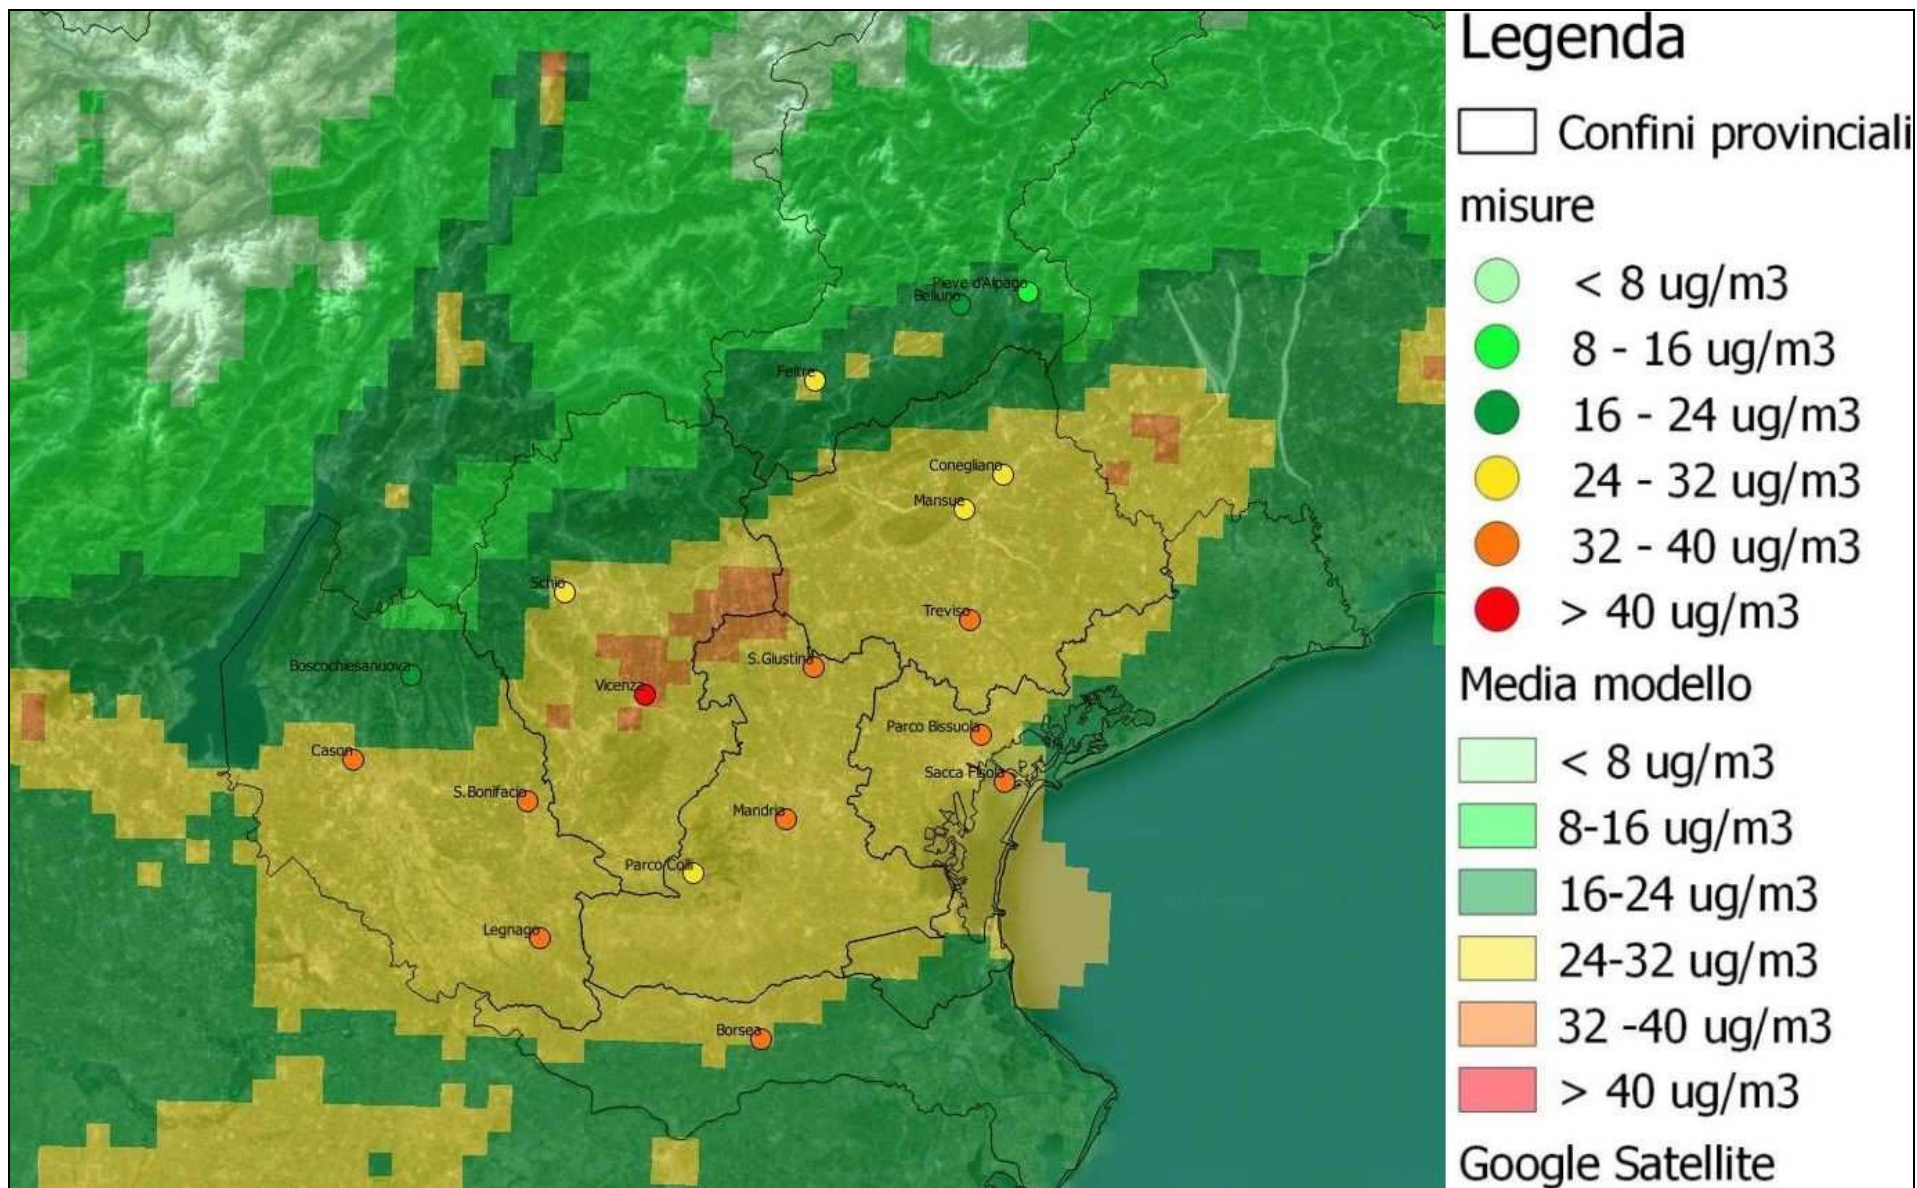 Legenda
Confini provinciali
misure
< 8 ug/m3
8 - 16 ug/m3
16 - 24 ug/m3
24 - 32 ug/m3
32 - 40 ug/m3
> 40 ug/m3
Media modello
< 8 ug/m3
8-16 ug/m3
16-24 ug/m3
24-32 ug/m3
32 -40 ug/m3
> 40 ug/m3
Google Satellite
Pieve d'Alpago
Belluno
Feltre
Conegliano
Mansue
Schio
Treviso
S.Giustina
Boscochiesanuova
Vicenza
Parco Bissuola
Cason
Sacca Fisola
S.Bonifacio
Mandria
Parco Colli
Legnago
Borsea